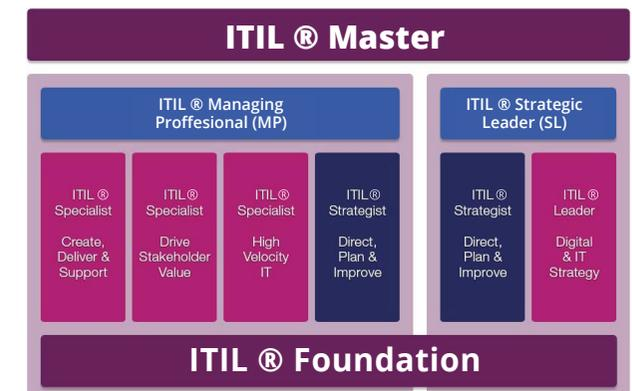 ITIL ® Master
ITIL ® Managing
Proffesional (MP)
ITIL ® Strategic
Leader (SL)
ITIL ®
Specialist
Create,
Deliver &
Support
ITIL®
Specialist
Drive
Stakeholder
Value
ITIL®
Specialist
High
Velocity
IT
ITIL®
Strategist
Direct,
Plan &
Improve
ITIL®
Strategist
Direct,
Plan &
Improve
ITIL®
Leader
Digital
& IT
Strategy
ITIL ® Foundation